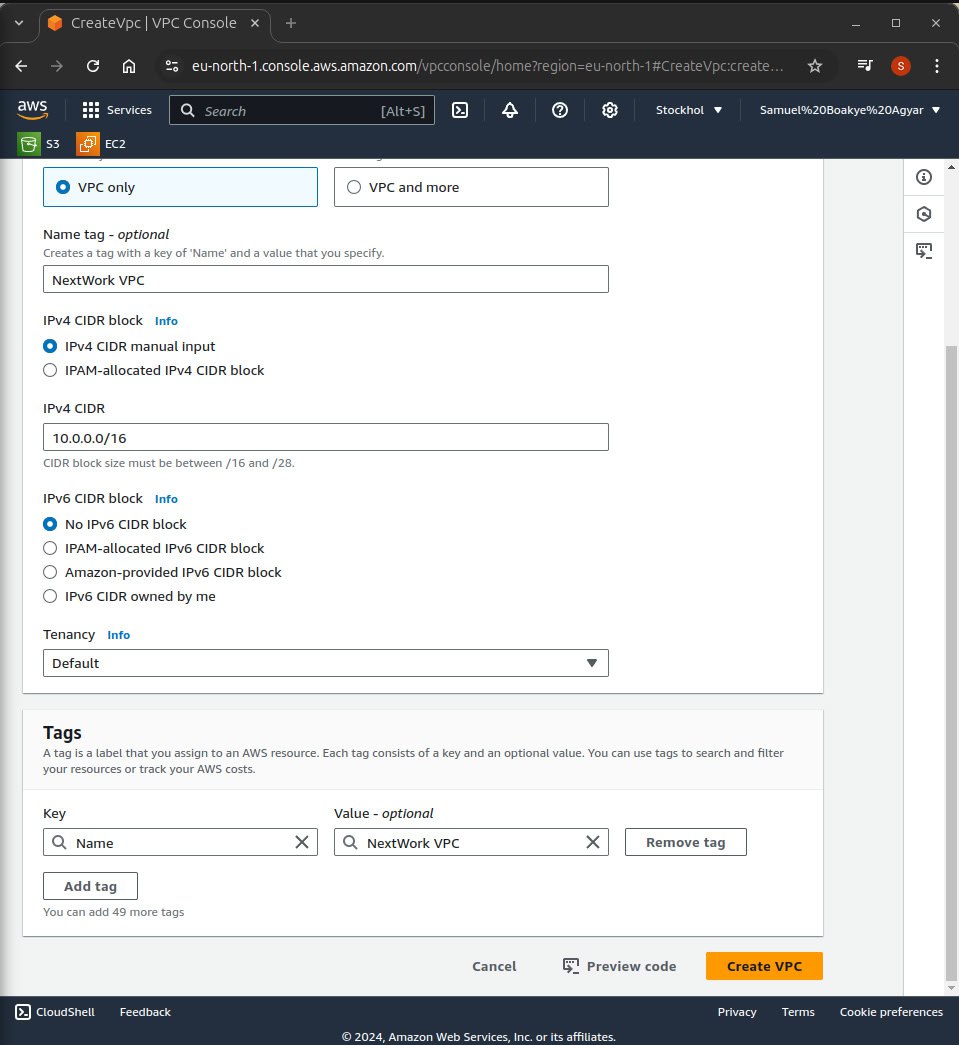 CreateVpc | VPC Console
eu-north-1.console.aws.amazon.com/vpcconsole/home?region=eu-north-1#CreateVpc:create…
S
aws
Services
Search [Alt+S]
Stockhol
Samuel%20Boakye%20Agyar
S3
EC2
VPC only
VPC and more
Name tag - optional
Creates a tag with a key of 'Name' and a value that you specify.
NextWork VPC
IPv4 CIDR block Info
IPv4 CIDR manual input
IPAM-allocated IPv4 CIDR block
IPv4 CIDR
10.0.0.0/16
CIDR block size must be between /16 and /28.
IPv6 CIDR block Info
No IPv6 CIDR block
IPAM-allocated IPv6 CIDR block
Amazon-provided IPv6 CIDR block
IPv6 CIDR owned by me
Tenancy Info
Default
Tags
A tag is a label that you assign to an AWS resource. Each tag consists of a key and an optional value. You can use tags to search and filter
your resources or track your AWS costs.
Key
Value - optional
Name
NextWork VPC
Remove tag
Add tag
You can add 49 more tags
Cancel
Preview code
Create VPC
CloudShell
Feedback
Privacy
Terms
Cookie preferences
© 2024, Amazon Web Services, Inc. or its affiliates.